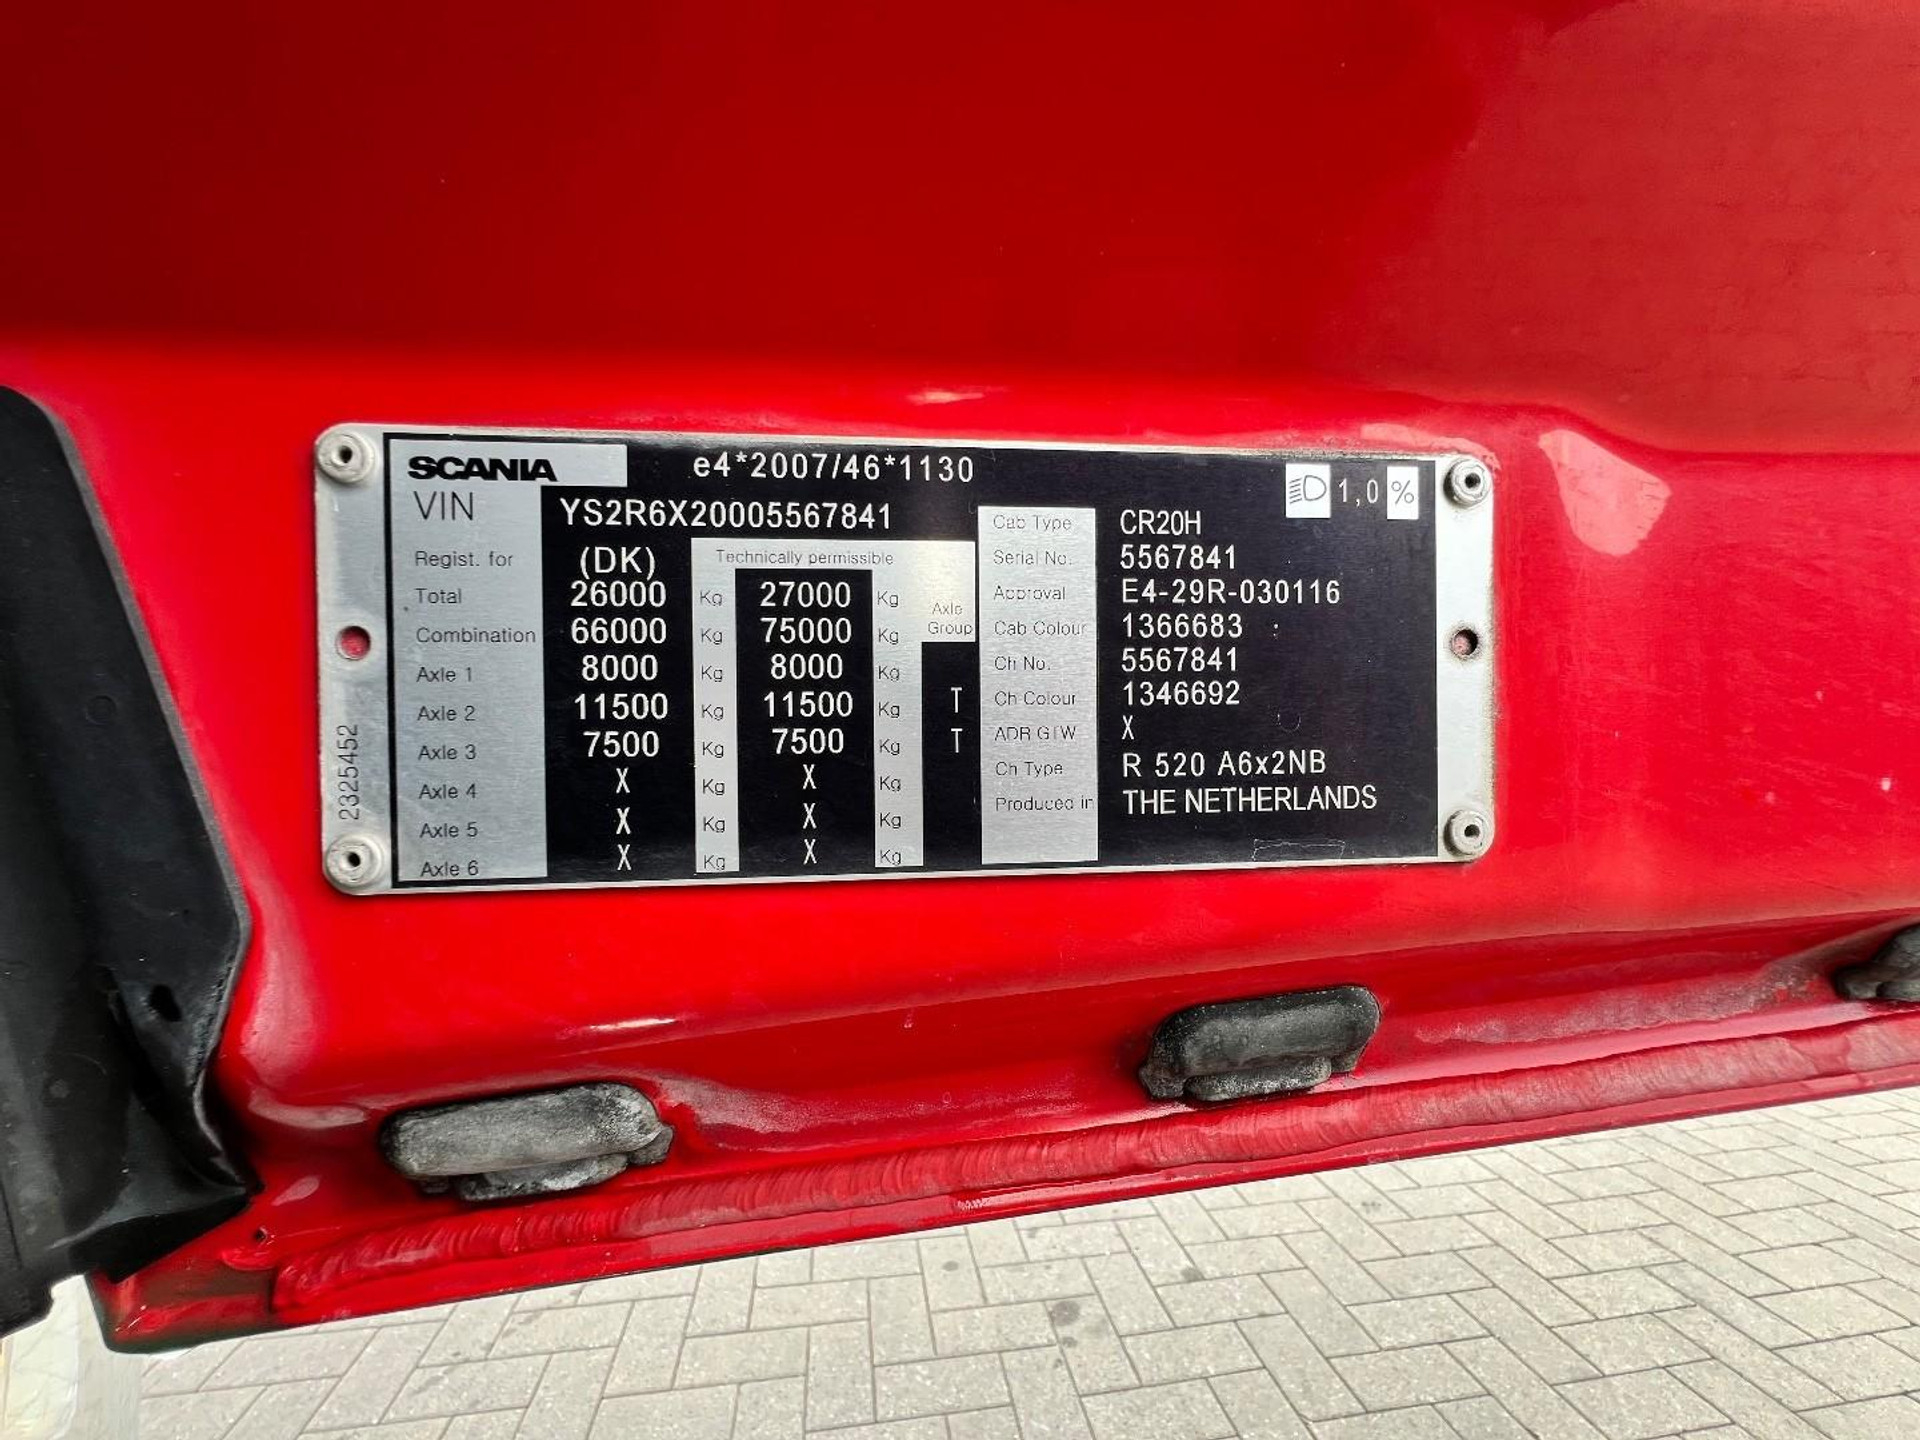 SCANIA e4*2007/46*1130 1,0 %
VIN YS2R6X20005567841
Regist. for (DK) Technically permissible
Total 26000 Kg 27000 Kg Axle Group
Combination 66000 Kg 75000 Kg
Axle 1 8000 Kg 8000 Kg
Axle 2 11500 Kg 11500 Kg T
Axle 3 7500 Kg 7500 Kg T
Axle 4 X Kg X Kg
Axle 5 X Kg X Kg
Axle 6 X Kg X Kg
Cab Type CR20H
Serial No. 5567841
Approval E4-29R-030116
Cab Colour 1366683
Ch No. 5567841
Ch Colour 1346692
ADR GTW X
Ch Type R 520 A6x2NB
Produced in THE NETHERLANDS
2325452